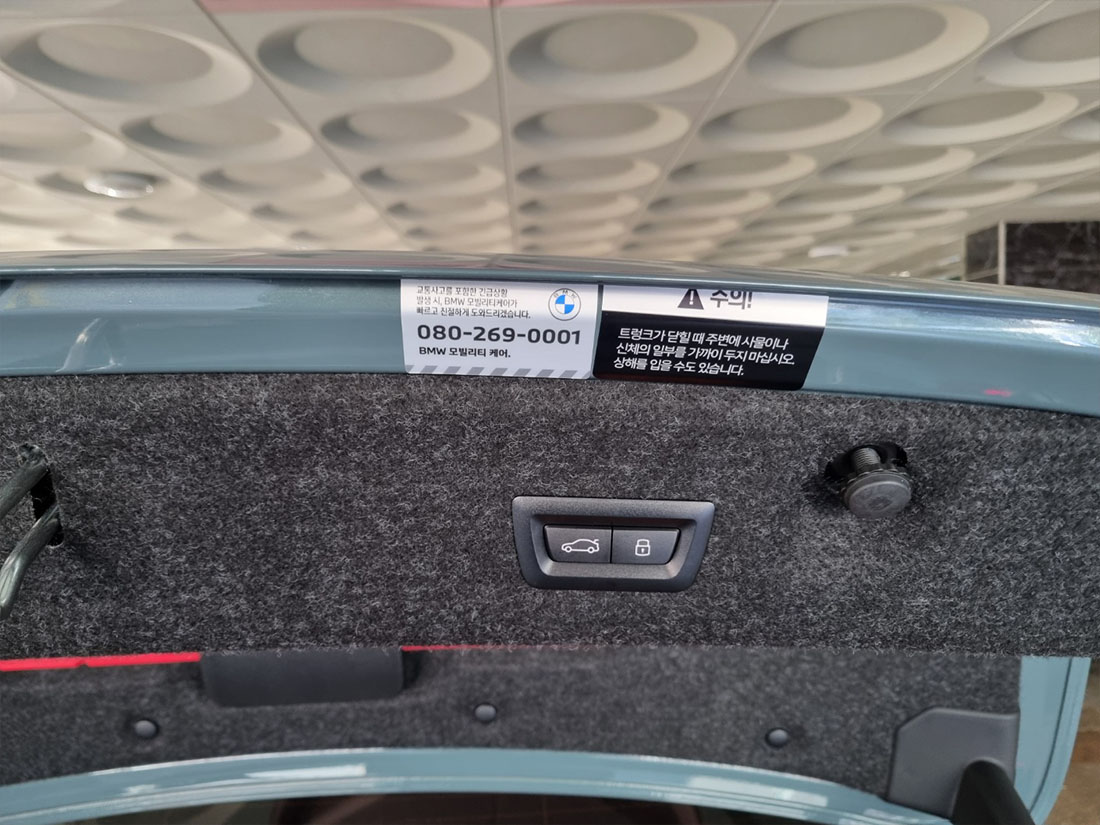 교통사고를 포함한 긴급상황
발생 시, BMW 모빌리티케어가
빠르고 친절하게 도와드리겠습니다.
080-269-0001
BMW 모빌리티 케어.
BMW
주의!
트렁크가 닫힐 때 주변에 사물이나
신체의 일부를 가까이 두지 마십시오.
상해를 입을 수도 있습니다.